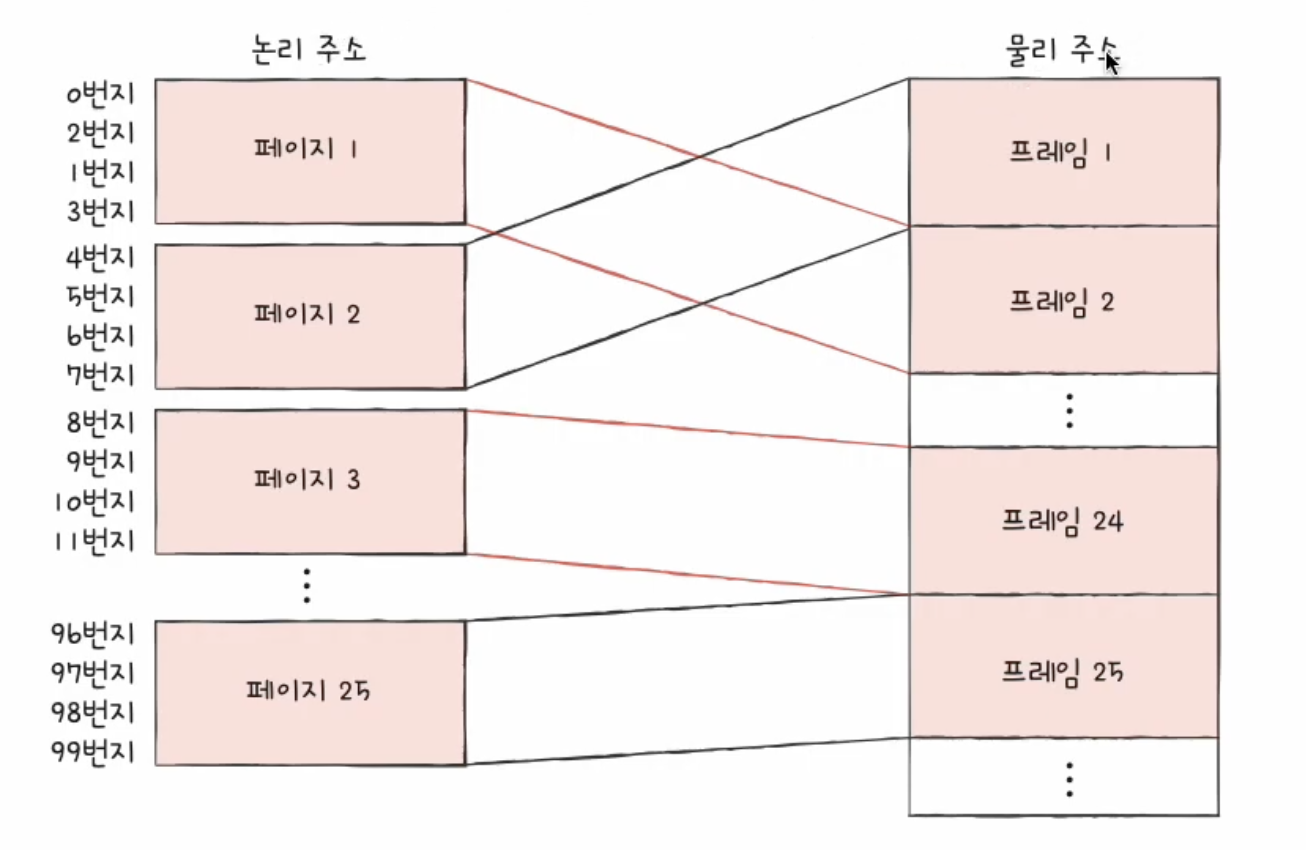 논리 주소
물리 주소
0번지
2번지
1번지
3번지
페이지 1
4번지
5번지
6번지
7번지
페이지 2
8번지
9번지
10번지
11번지
페이지 3
96번지
97번지
98번지
99번지
페이지 25
프레임 1
프레임 2
프레임 24
프레임 25